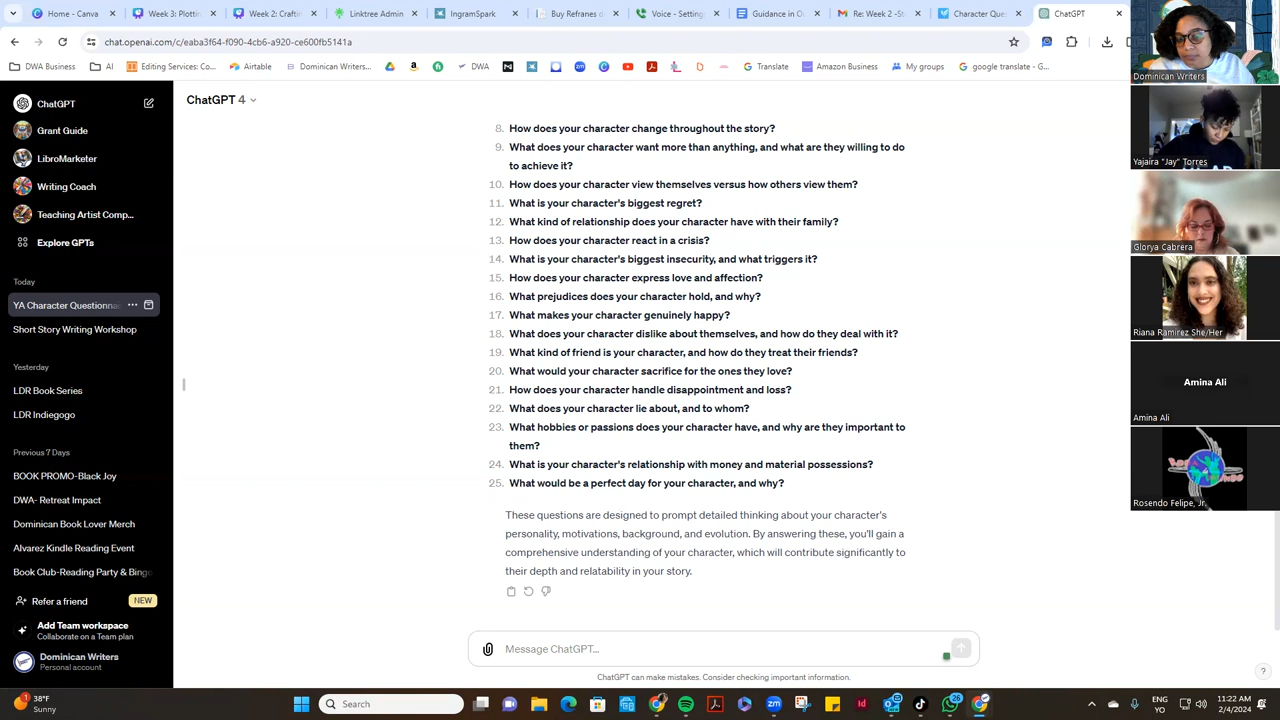 Home - Canva
Week 3: Plottin
Week 2: Craftin
Linktree Admin
Instagram
Jay Refranes d
Voice - Setting
Guidance in O
Re: Week 2 -
Character Ques
ChatGPT
chat.openai.com/c/eaba3f64-f090-4cb6-a920-ce600fb5141a
DWA Business
AI
Editing Services: Co...
Airtable
Dominican Writers...
DWA
Translate
Amazon Business
My groups
google translate - G...
ChatGPT
Grant Guide
LibroMarketer
Writing Coach
Teaching Artist Comp...
Explore GPTs
Today
YA Character Questionna
Short Story Writing Workshop
Yesterday
LDR Book Series
LDR Indiegogo
Previous 7 Days
BOOK PROMO-Black Joy
DWA- Retreat Impact
Dominican Book Lover Merch
Alvarez Kindle Reading Event
Book Club-Reading Party & Bingo
Refer a friend
NEW
Add Team workspace
Collaborate on a Team plan
Dominican Writers
Personal account
ChatGPT 4
8. How does your character change throughout the story?
9. What does your character want more than anything, and what are they willing to do
to achieve it?
10. How does your character view themselves versus how others view them?
11. What is your character's biggest regret?
12. What kind of relationship does your character have with their family?
13. How does your character react in a crisis?
14. What is your character's biggest insecurity, and what triggers it?
15. How does your character express love and affection?
16. What prejudices does your character hold, and why?
17. What makes your character genuinely happy?
18. What does your character dislike about themselves, and how do they deal with it?
19. What kind of friend is your character, and how do they treat their friends?
20. What would your character sacrifice for the ones they love?
21. How does your character handle disappointment and loss?
22. What does your character lie about, and to whom?
23. What hobbies or passions does your character have, and why are they important to
them?
24. What is your character's relationship with money and material possessions?
25. What would be a perfect day for your character, and why?
These questions are designed to prompt detailed thinking about your character's
personality, motivations, background, and evolution. By answering these, you'll gain a
comprehensive understanding of your character, which will contribute significantly to
their depth and relatability in your story.
Message ChatGPT...
ChatGPT can make mistakes. Consider checking important information.
?
Dominican Writers
Yajaira "Jay" Torres
Glorya Cabrera
Riana Ramirez She/Her
Amina Ali
Amina Ali
Rosendo Felipe, Jr.
1
38°F
Sunny
Search
26
ENG
YO
11:22 AM
2/4/2024